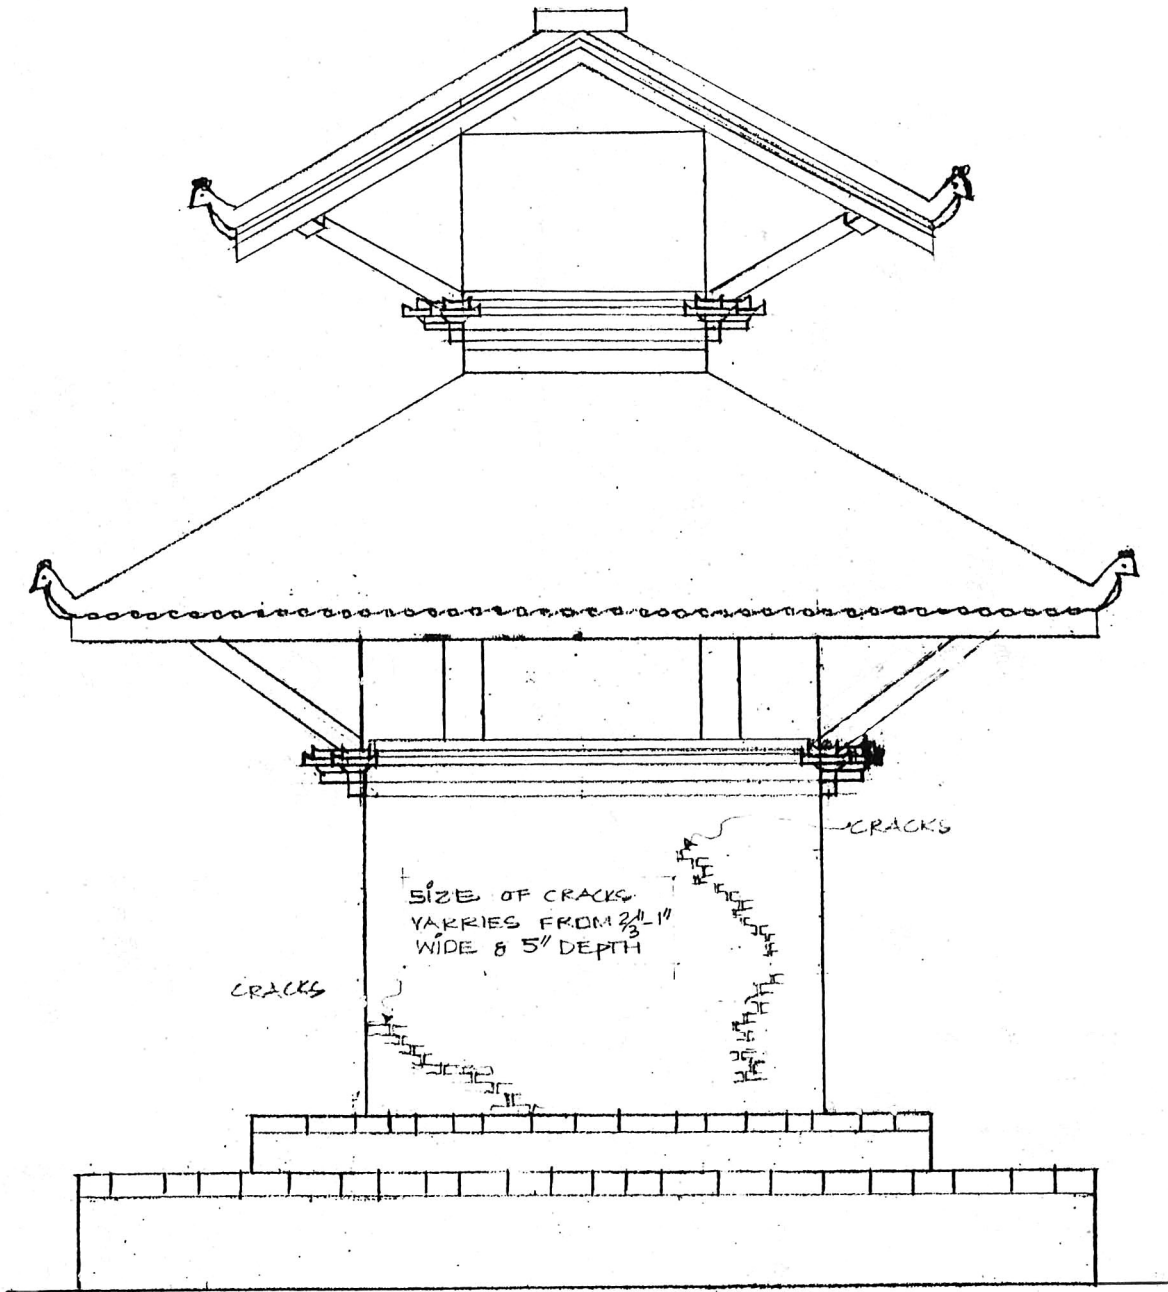 CRACKS
SIZE OF CRACKS
VARRIES FROM 2/3"-1"
WIDE & 5" DEPTH
CRACKS